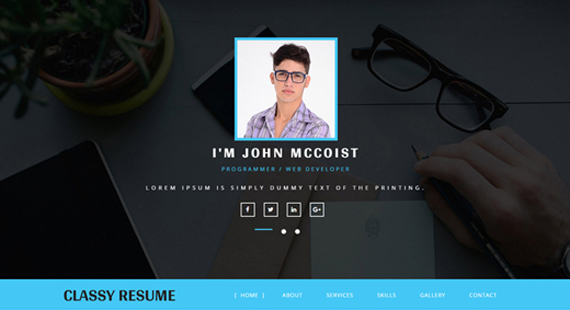 I'M JOHN MCCOIST
PROGRAMMER / WEB DEVELOPER
LOREM IPSUM IS SIMPLY DUMMY TEXT OF THE PRINTING.
f t in G+
CLASSY RESUME [ HOME ] ABOUT SERVICES SKILLS GALLERY CONTACT